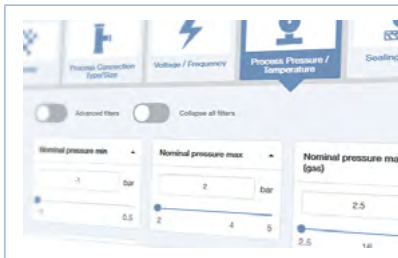 Process Connection
Type/Size
Voltage / Frequency
Process Pressure /
Temperature
Sealing
Advanced filters
Collapse all filters
Nominal pressure min
-1
bar
-1
0.5
Nominal pressure max
2
bar
2
4
5
Nominal pressure ma
(gas)
2.5
2.5
16